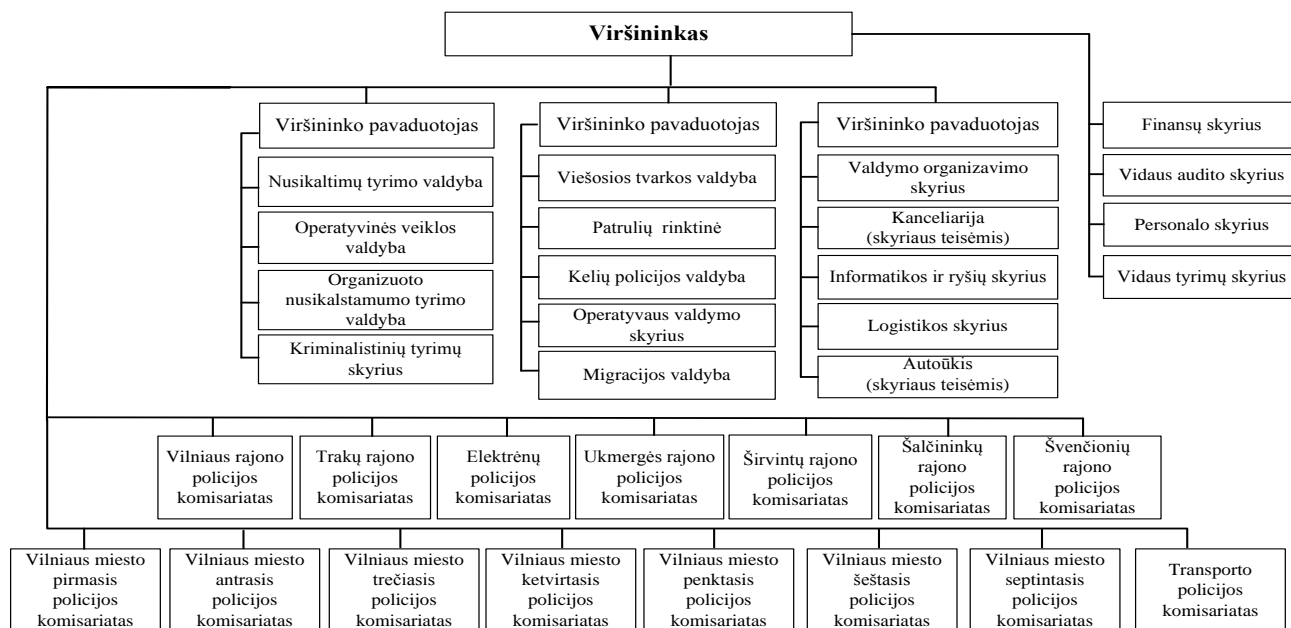 Viršininkas
Viršininko pavaduotojas
Nusikaltimų tyrimo valdyba
Operatyvinės veiklos
valdyba
Organizuoto
nusikalstamumo tyrimo
valdyba
Kriminalistinių tyrimų
skyrius
Viršininko pavaduotojas
Viešosios tvarkos valdyba
Patrulių rinktinė
Kelių policijos valdyba
Operatyvaus valdymo
skyrius
Migracijos valdyba
Viršininko pavaduotojas
Valdymo organizavimo
skyrius
Kanceliarija
(skyriaus teisėmis)
Informatikos ir ryšių skyrius
Logistikos skyrius
Autoūkis
(skyriaus teisėmis)
Finansų skyrius
Vidaus audito skyrius
Personalo skyrius
Vidaus tyrimų skyrius
Vilniaus rajono
policijos
komisariatas
Trakų rajono
policijos
komisariatas
Elektrėnų
policijos
komisariatas
Ukmergės rajono
policijos
komisariatas
Širvintų rajono
policijos
komisariatas
Šalčininkų
rajono
policijos
komisariatas
Švenčionių
rajono
policijos
komisariatas
Vilniaus miesto
pirmasis
policijos
komisariatas
Vilniaus miesto
antrasis
policijos
komisariatas
Vilniaus miesto
trečiasis
policijos
komisariatas
Vilniaus miesto
ketvirtasis
policijos
komisariatas
Vilniaus miesto
penktasis
policijos
komisariatas
Vilniaus miesto
šeštasis
policijos
komisariatas
Vilniaus miesto
septintasis
policijos
komisariatas
Transporto
policijos
komisariatas